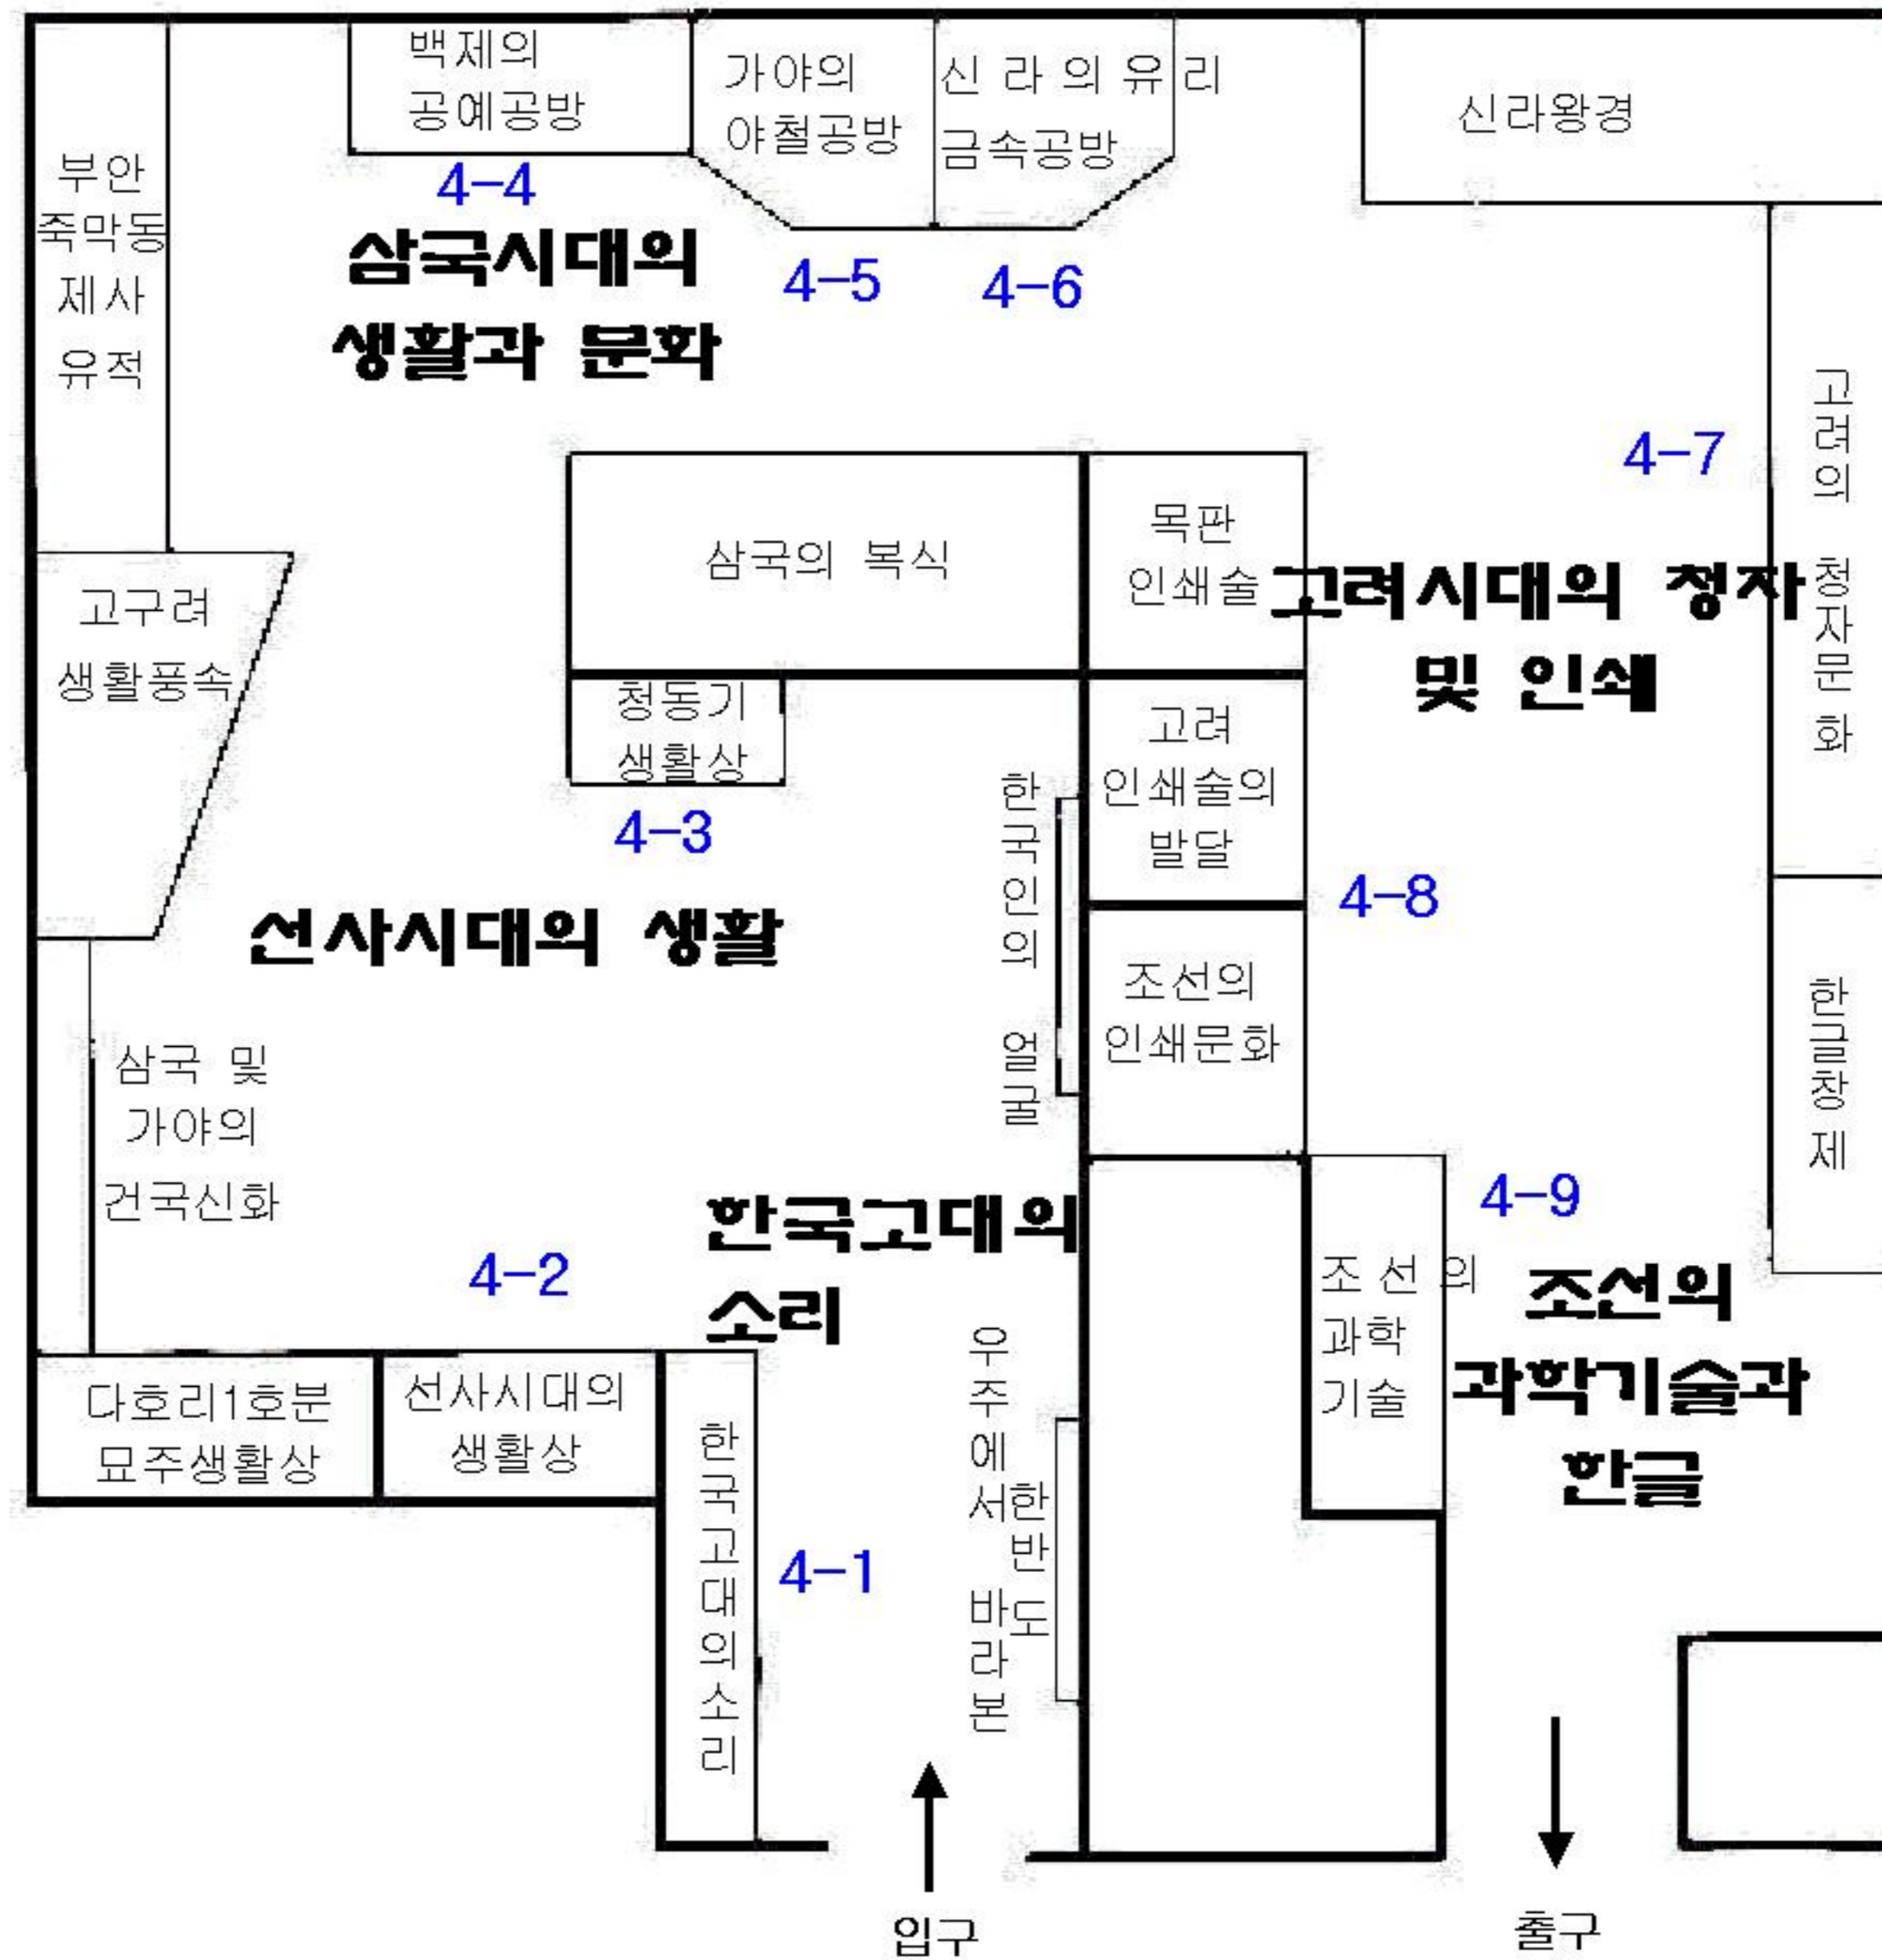 백제의
공예공방
4-4
가야의
야철공방
4-5
신라의유리
금속공방
4-6
신라왕경
부안
죽막동
제사
유적
삼국시대의
생활과 문화
고구려
생활풍속
삼국의 복식
목판
인쇄술
고려시대의 청자
및 인쇄
4-7
고려의 청자문화
청동기
생활상
4-3
고려
인쇄술의
발달
4-8
한국인의 얼굴
선사시대의 생활
조선의
인쇄문화
한글창제
삼국 및
가야의
건국신화
한국고대의
소리
4-2
4-9
조선의
과학
기술
조선의
과학기술과
한글
다호리1호분
묘주생활상
선사시대의
생활상
한국고대의소리
4-1
우주에서 바라본
한반도
입구
출구